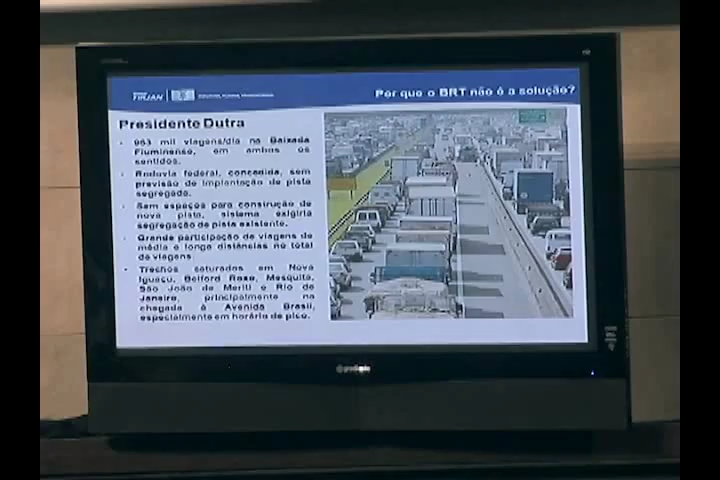 FIRJAN
Por que o BRT não é a solução?
Presidente Dutra
963 mil viagens/dia na Baixada
Fluminense, em ambos os
sentidos.
Rodovia federal, concedida, sem
previsão de implantação de pista
segregada.
Sem espaços para construção de
nova pista, sistema exigiria
segregação de pista existente.
Grande participação de viagens de
média e longa distâncias no total
de viagens
Trechos saturados em Nova
Iguaçu, Belford Roxo, Mesquita,
São João de Meriti e Rio de
Janeiro, principalmente na
chegada à Avenida Brasil,
especialmente em horário de pico.